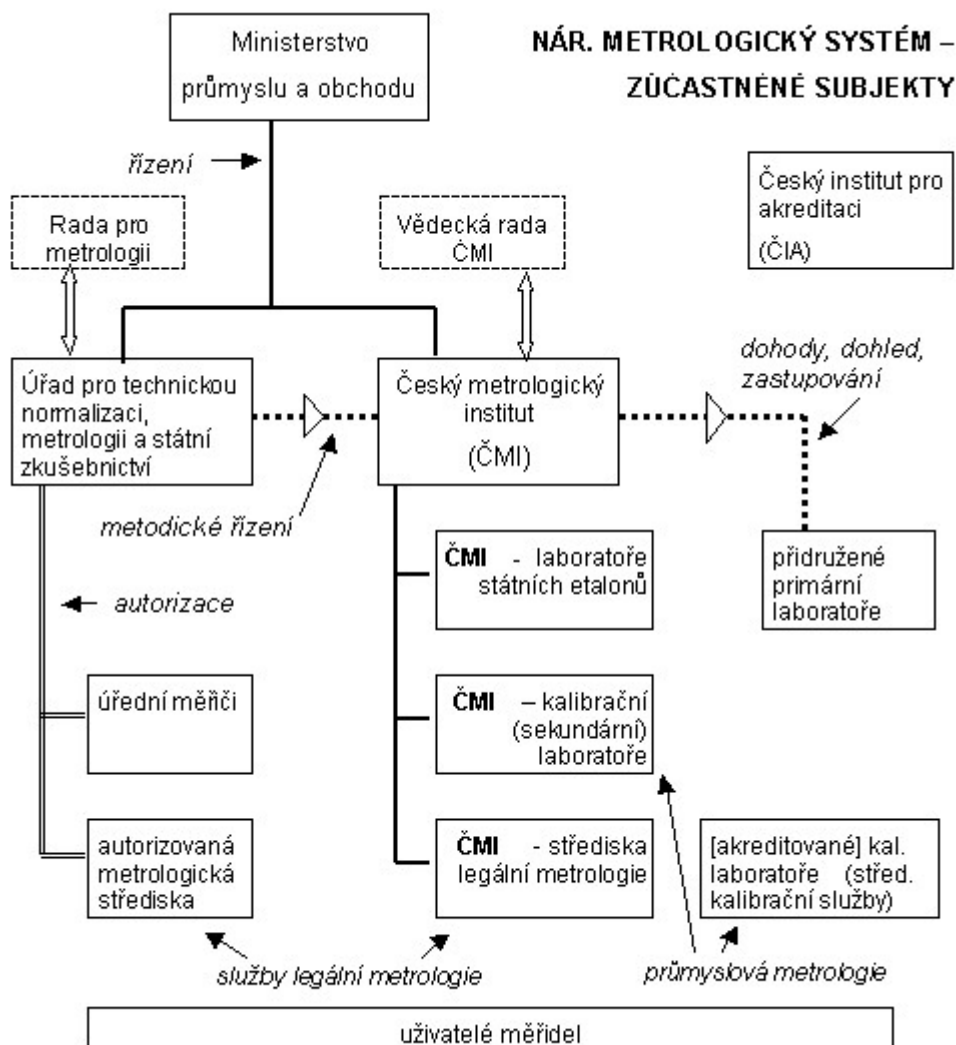 Ministerstvo
průmyslu a obchodu
NÁR. METROLOGICKÝ SYSTÉM –
ZÚČASTNĚNÉ SUBJEKTY
řízení
Český institut pro
akreditaci
(ČIA)
Rada pro
metrologii
Vědecká rada
ČMI
dohody, dohled,
zastupování
Úřad pro technickou
normalizaci,
metrologii a státní
zkušebnictví
Český metrologický
institut
(ČMI)
metodické řízení
ČMI - laboratoře
státních etalonů
přidružené
primární
laboratoře
autorizace
úřední měřiči
ČMI – kalibrační
(sekundární)
laboratoře
autorizovaná
metrologická
střediska
ČMI - střediska
legální metrologie
[akreditované] kal.
laboratoře (střed.
kalibrační služby)
služby legální metrologie
průmyslová metrologie
uživatelé měřidel